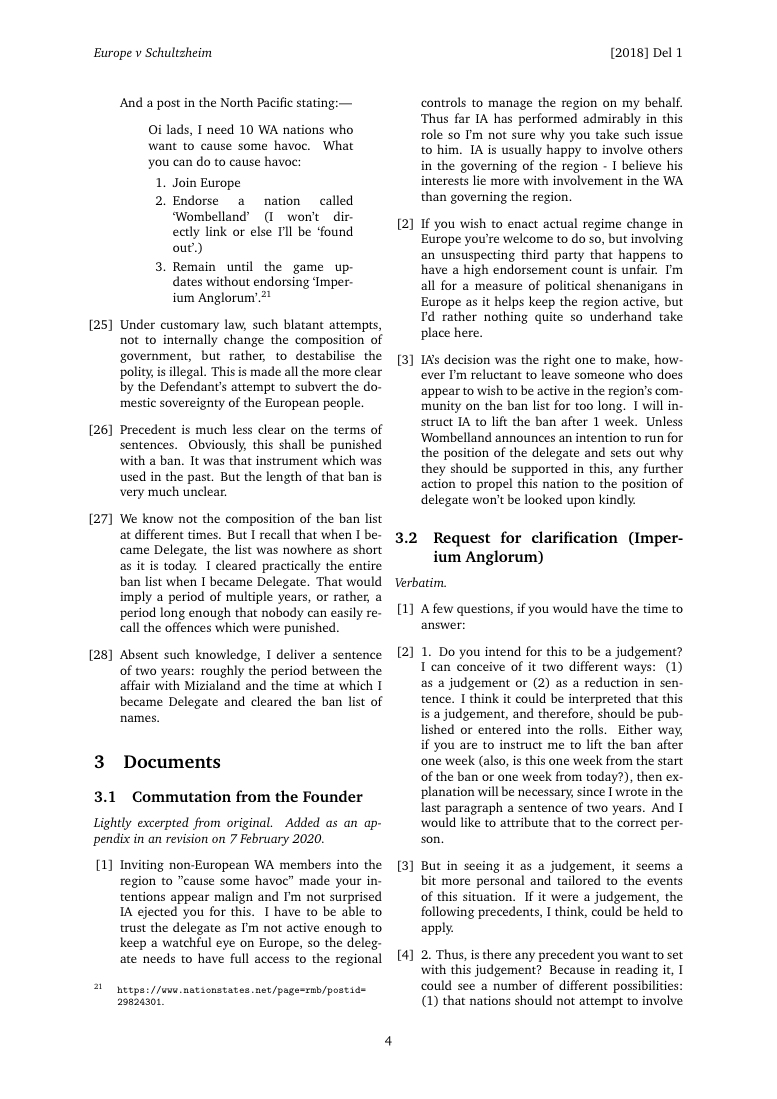 Europe v Schultzheim
[2018] Del 1
And a post in the North Pacific stating:—
Oi lads, I need 10 WA nations who
want to cause some havoc. What
you can do to cause havoc:
1. Join Europe
2. Endorse a nation called
‘Wombelland’ (I won’t dir-
ectly link or else I’ll be ‘found
out’.)
3. Remain until the game up-
dates without endorsing ‘Imper-
ium Anglorum’.21
[25] Under customary law, such blatant attempts,
not to internally change the composition of
government, but rather, to destabilise the
polity, is illegal. This is made all the more clear
by the Defendant’s attempt to subvert the do-
mestic sovereignty of the European people.
[26] Precedent is much less clear on the terms of
sentences. Obviously, this shall be punished
with a ban. It was that instrument which was
used in the past. But the length of that ban is
very much unclear.
[27] We know not the composition of the ban list
at different times. But I recall that when I be-
came Delegate, the list was nowhere as short
as it is today. I cleared practically the entire
ban list when I became Delegate. That would
imply a period of multiple years, or rather, a
period long enough that nobody can easily re-
call the offences which were punished.
[28] Absent such knowledge, I deliver a sentence
of two years: roughly the period between the
affair with Mizialand and the time at which I
became Delegate and cleared the ban list of
names.
3 Documents
3.1 Commutation from the Founder
Lightly excerpted from original. Added as an ap-
pendix in an revision on 7 February 2020.
[1] Inviting non-European WA members into the
region to ”cause some havoc” made your in-
tentions appear malign and I’m not surprised
IA ejected you for this. I have to be able to
trust the delegate as I’m not active enough to
keep a watchful eye on Europe, so the deleg-
ate needs to have full access to the regional
21 https://www.nationstates.net/page=rmb/postid=
29824301.
controls to manage the region on my behalf.
Thus far IA has performed admirably in this
role so I’m not sure why you take such issue
to him. IA is usually happy to involve others
in the governing of the region - I believe his
interests lie more with involvement in the WA
than governing the region.
[2] If you wish to enact actual regime change in
Europe you’re welcome to do so, but involving
an unsuspecting third party that happens to
have a high endorsement count is unfair. I’m
all for a measure of political shenanigans in
Europe as it helps keep the region active, but
I’d rather nothing quite so underhand take
place here.
[3] IA’s decision was the right one to make, how-
ever I’m reluctant to leave someone who does
appear to wish to be active in the region’s com-
munity on the ban list for too long. I will in-
struct IA to lift the ban after 1 week. Unless
Wombelland announces an intention to run for
the position of the delegate and sets out why
they should be supported in this, any further
action to propel this nation to the position of
delegate won’t be looked upon kindly.
3.2 Request for clarification (Imper-
ium Anglorum)
Verbatim.
[1] A few questions, if you would have the time to
answer:
[2] 1. Do you intend for this to be a judgement?
I can conceive of it two different ways: (1)
as a judgement or (2) as a reduction in sen-
tence. I think it could be interpreted that this
is a judgement, and therefore, should be pub-
lished or entered into the rolls. Either way,
if you are to instruct me to lift the ban after
one week (also, is this one week from the start
of the ban or one week from today?), then ex-
planation will be necessary, since I wrote in the
last paragraph a sentence of two years. And I
would like to attribute that to the correct per-
son.
[3] But in seeing it as a judgement, it seems a
bit more personal and tailored to the events
of this situation. If it were a judgement, the
following precedents, I think, could be held to
apply.
[4] 2. Thus, is there any precedent you want to set
with this judgement? Because in reading it, I
could see a number of different possibilities:
(1) that nations should not attempt to involve
4